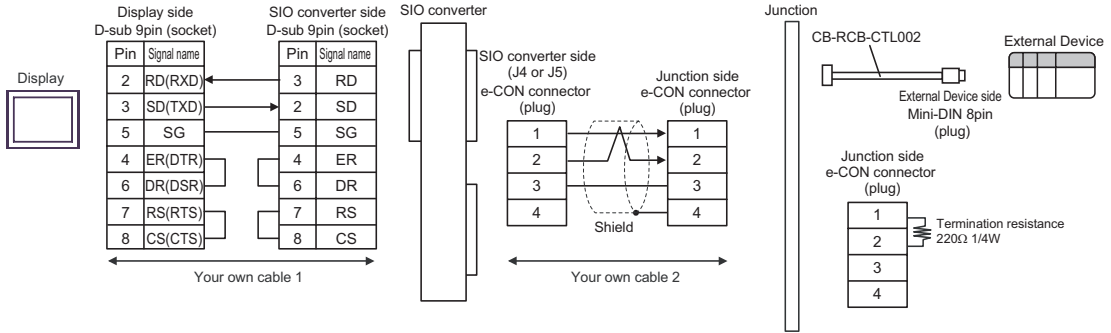 Display
Display side
D-sub 9pin (socket)
Pin Signal name
2 RD(RXD)
3 SD(TXD)
5 SG
4 ER(DTR)
6 DR(DSR)
7 RS(RTS)
8 CS(CTS)
SIO converter side
D-sub 9pin (socket)
Pin Signal name
3 RD
2 SD
5 SG
4 ER
6 DR
7 RS
8 CS
Your own cable 1
SIO converter
SIO converter side
(J4 or J5)
e-CON connector
(plug)
1
2
3
4
Shield
Junction side
e-CON connector
(plug)
1
2
3
4
Your own cable 2
Junction
CB-RCB-CTL002
External Device
External Device side
Mini-DIN 8pin
(plug)
Junction side
e-CON connector
(plug)
1
2
3
4
Termination resistance
220Ω 1/4W